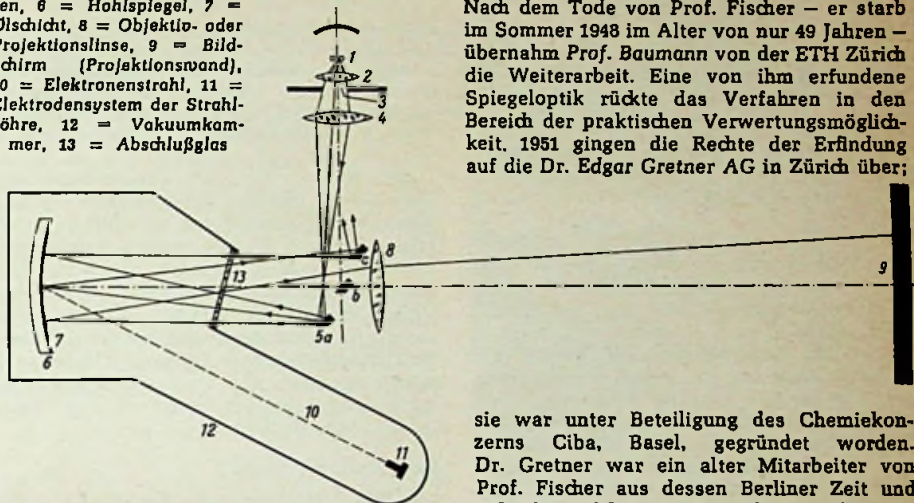 en, 6 = Hohlspiegel, 7 =
Ölschicht, 8 = Objektiv- oder
Projektionslinse, 9 = Bild-
schirm (Projektionswand),
10 = Elektronenstrahl, 11 =
Elektrodensystem der Strahl-
röhre, 12 = Vakuumkam-
mer, 13 = Abschlußglas
Nach dem Tode von Prof. Fischer — er starb
im Sommer 1948 im Alter von nur 49 Jahren —
übernahm Prof. Baumann von der ETH Zürich
die Weiterarbeit. Eine von ihm erfundene
Spiegeloptik rückte das Verfahren in den
Bereich der praktischen Verwertungsmöglich-
keit. 1951 gingen die Rechte der Erfindung
auf die Dr. Edgar Gretner AG in Zürich über;
1
2
3
4
8
c
9
13
b
5a
7
6
10
12
11
sie war unter Beteiligung des Chemiekon-
zerns Ciba, Basel, gegründet worden.
Dr. Gretner war ein alter Mitarbeiter von
Prof. Fischer aus dessen Berliner Zeit und